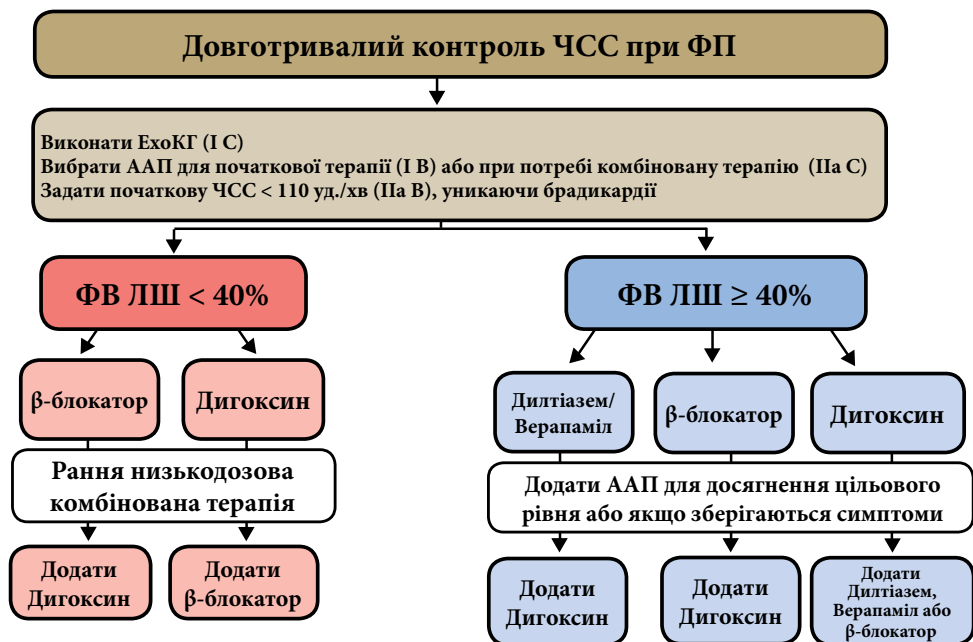 Довготривалий контроль ЧСС при ФП
Виконати ЕхоКГ (I C)
Вибрати ААП для початкової терапії (I B) або при потребі комбіновану терапію (IIa C)
Задати початкову ЧСС < 110 уд./хв (IIa B), уникаючи брадикардії
ФВ ЛШ < 40%
ФВ ЛШ ≥ 40%
β-блокатор
Дигоксин
Дилтіазем/
Верапаміл
β-блокатор
Дигоксин
Рання низькодозова
комбінована терапія
Додати ААП для досягнення цільового
рівня або якщо зберігаються симптоми
Додати
Дигоксин
Додати
β-блокатор
Додати
Дигоксин
Додати
Дигоксин
Додати
Дилтіазем,
Верапаміл або
β-блокатор